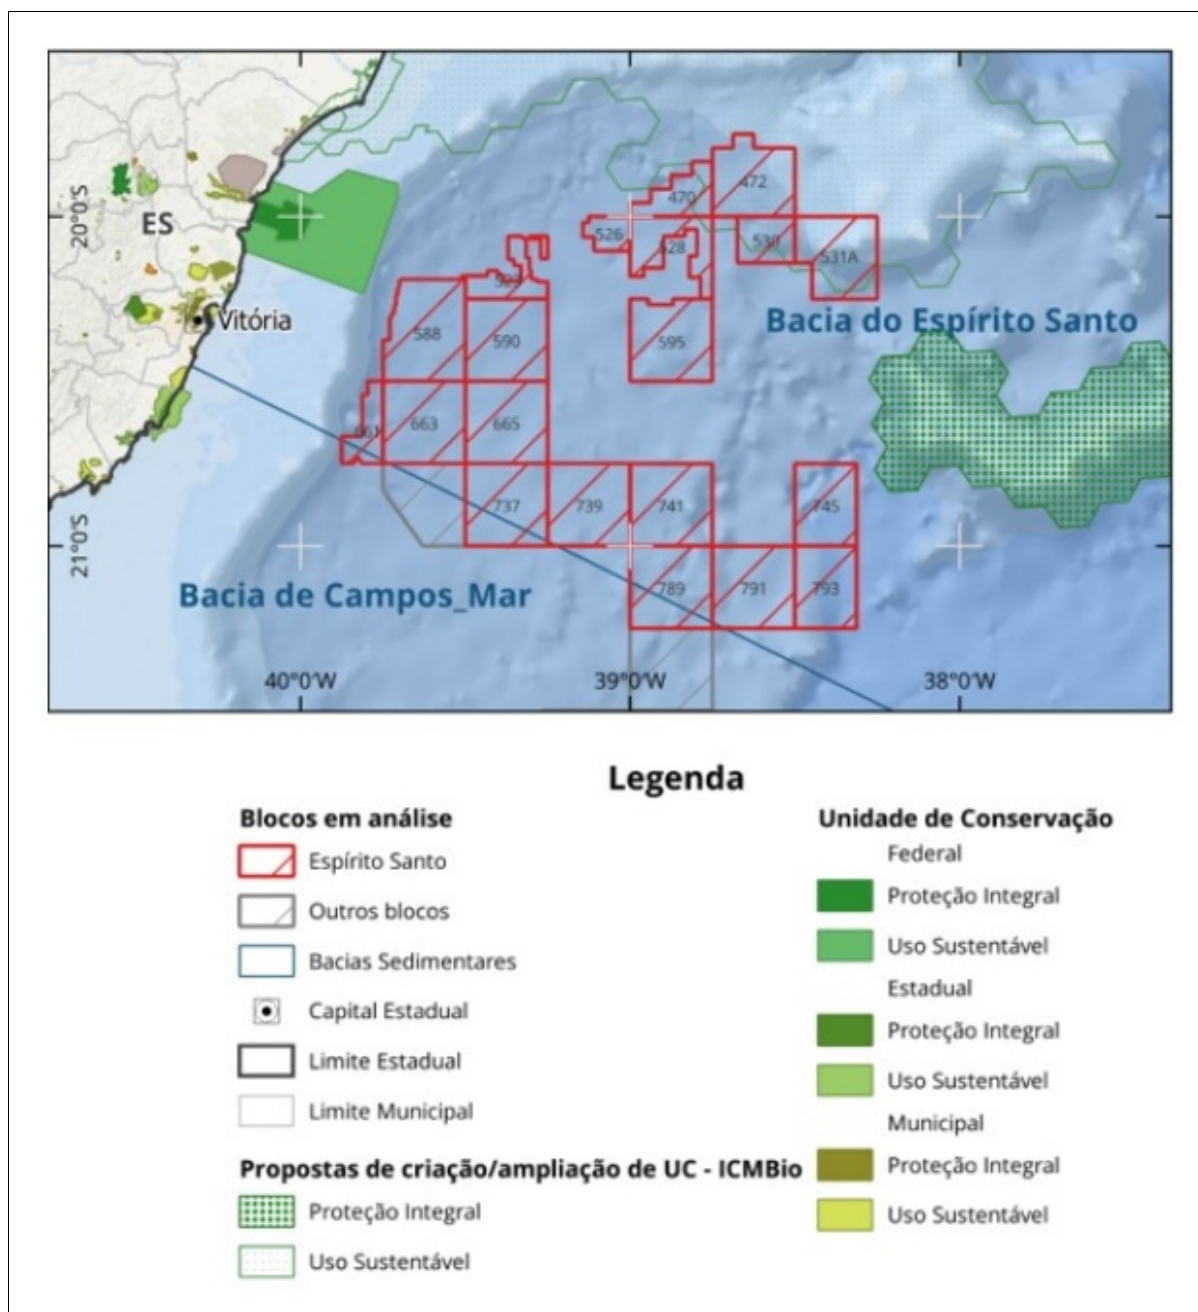 472
20°0'S
470
ES
526
528
530
531A
522
Vitória
Bacia do Espírito Santo
588
590
595
661
663
665
737
739
741
745
21°0'S
789
791
793
Bacia de Campos_Mar
40°0'W
39°0'W
38°0'W
Legenda
Blocos em análise
Espírito Santo
Outros blocos
Bacias Sedimentares
Capital Estadual
Limite Estadual
Limite Municipal
Propostas de criação/ampliação de UC - ICMBio
Proteção Integral
Uso Sustentável
Unidade de Conservação
Federal
Proteção Integral
Uso Sustentável
Estadual
Proteção Integral
Uso Sustentável
Municipal
Proteção Integral
Uso Sustentável